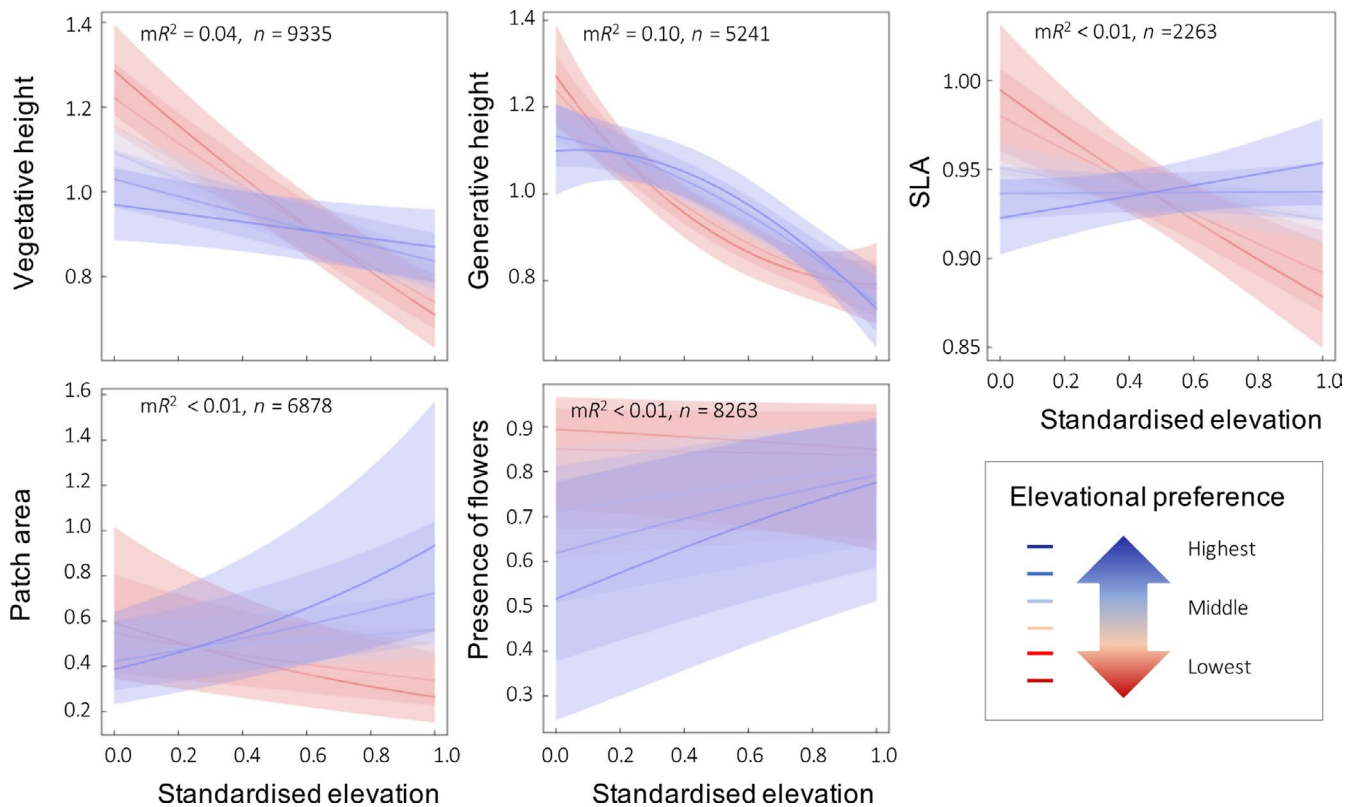 mR² = 0.04, n = 9335
Vegetative height
1.4
1.2
1.0
0.8
mR² = 0.10, n = 5241
Generative height
1.4
1.2
1.0
0.8
mR² < 0.01, n =2263
SLA
1.00
0.95
0.90
0.85
0.0 0.2 0.4 0.6 0.8 1.0
Standardised elevation
mR² < 0.01, n = 6878
Patch area
1.6
1.4
1.2
1.0
0.8
0.6
0.4
0.2
0.0 0.2 0.4 0.6 0.8 1.0
Standardised elevation
mR² < 0.01, n = 8263
Presence of flowers
0.9
0.8
0.7
0.6
0.5
0.4
0.3
0.0 0.2 0.4 0.6 0.8 1.0
Standardised elevation
Elevational preference
Highest
Middle
Lowest